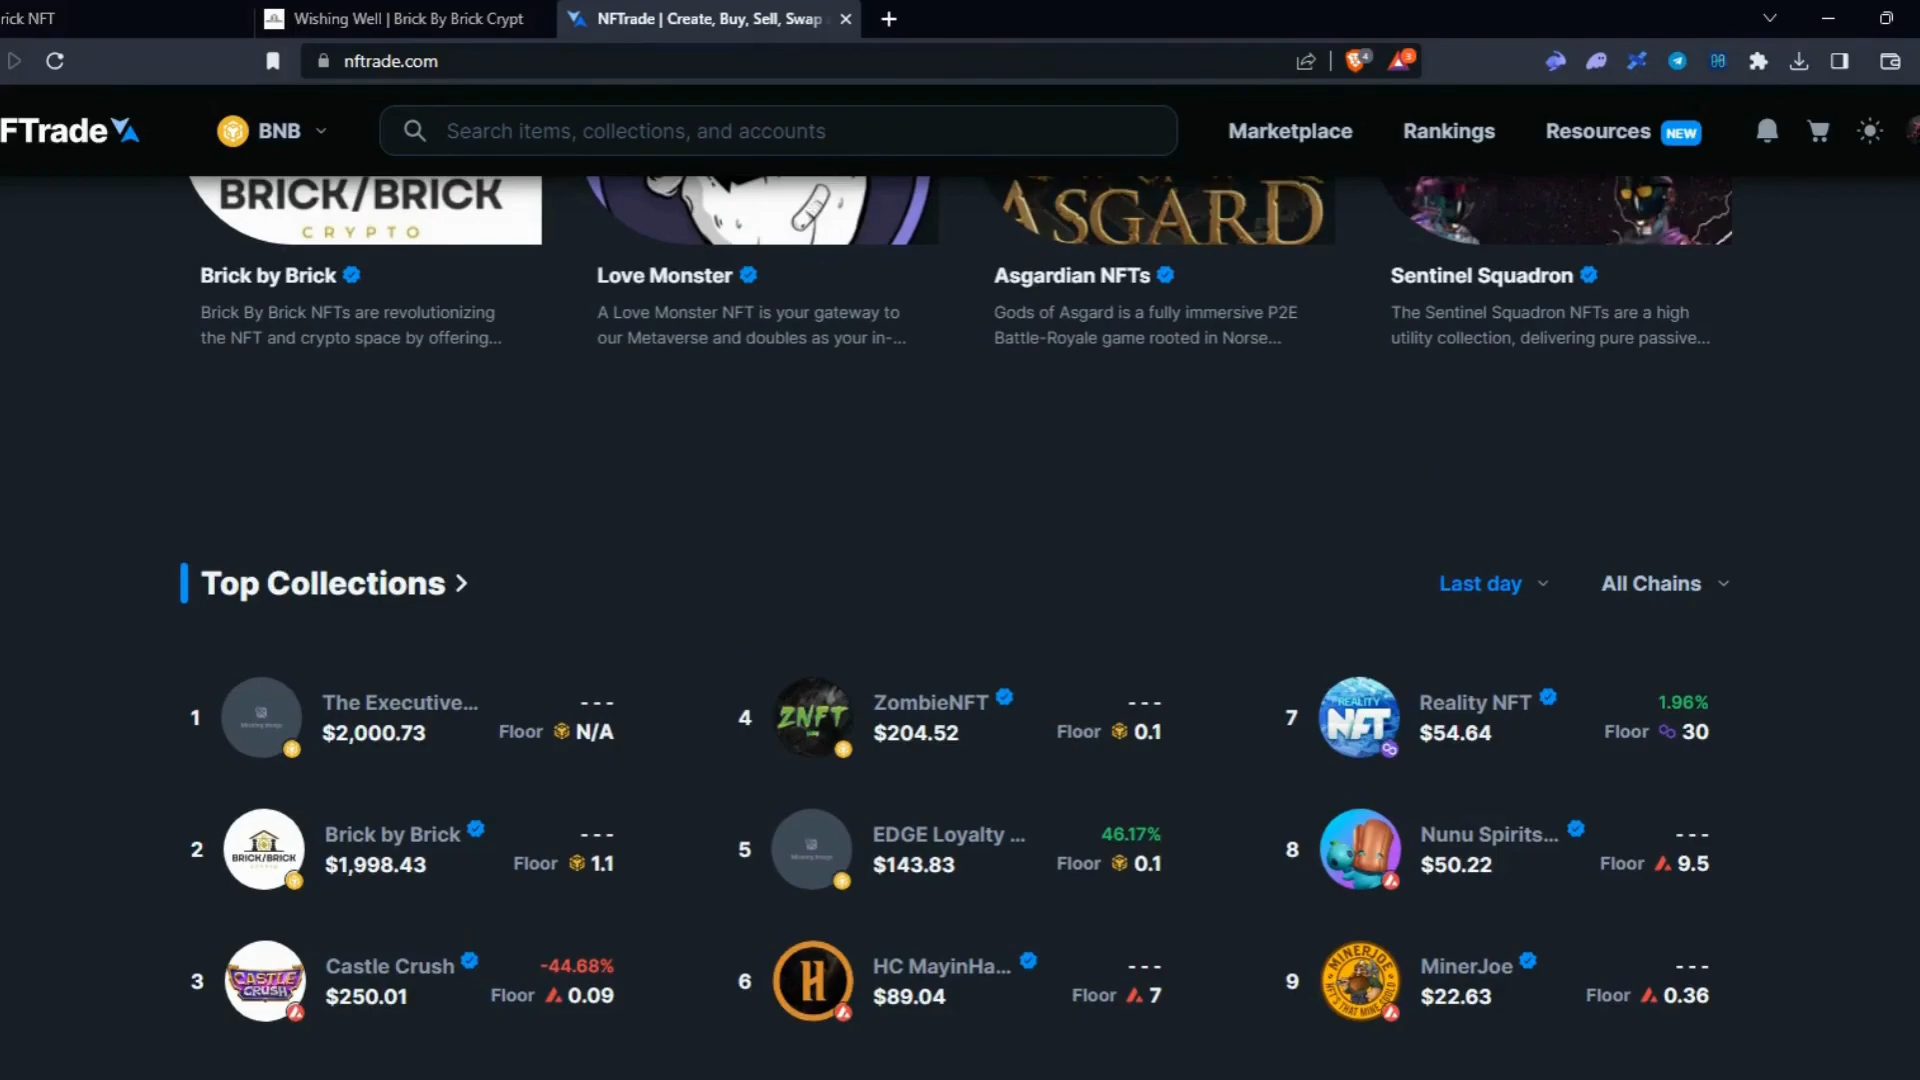 rick NFT
Wishing Well | Brick By Brick Crypt
NFTrade | Create, Buy, Sell, Swap
nftrade.com
4
3
FTrade
BNB
Search items, collections, and accounts
Marketplace
Rankings
Resources NEW
BRICK/BRICK
CRYPTO
ASGARD
Brick by Brick
Brick By Brick NFTs are revolutionizing
the NFT and crypto space by offering...
Love Monster
A Love Monster NFT is your gateway to
our Metaverse and doubles as your in-...
Asgardian NFTs
Gods of Asgard is a fully immersive P2E
Battle-Royale game rooted in Norse...
Sentinel Squadron
The Sentinel Squadron NFTs are a high
utility collection, delivering pure passive...
Top Collections >
Last day
All Chains
1
The Executive... ---
$2,000.73 Floor N/A
2
BRICK/BRICK
Brick by Brick ---
$1,998.43 Floor 1.1
3
CASTLE
CRUSH
Castle Crush -44.68%
$250.01 Floor 0.09
4
ZNFT
ZombieNFT ---
$204.52 Floor 0.1
5
Missing Image
EDGE Loyalty ... 46.17%
$143.83 Floor 0.1
6
H
HC MayinHa... ---
$89.04 Floor 7
7
REALITY
NFT
Reality NFT 1.96%
$54.64 Floor 30
8
Nunu Spirits... ---
$50.22 Floor 9.5
9
MINERJOE
MinerJoe ---
$22.63 Floor 0.36